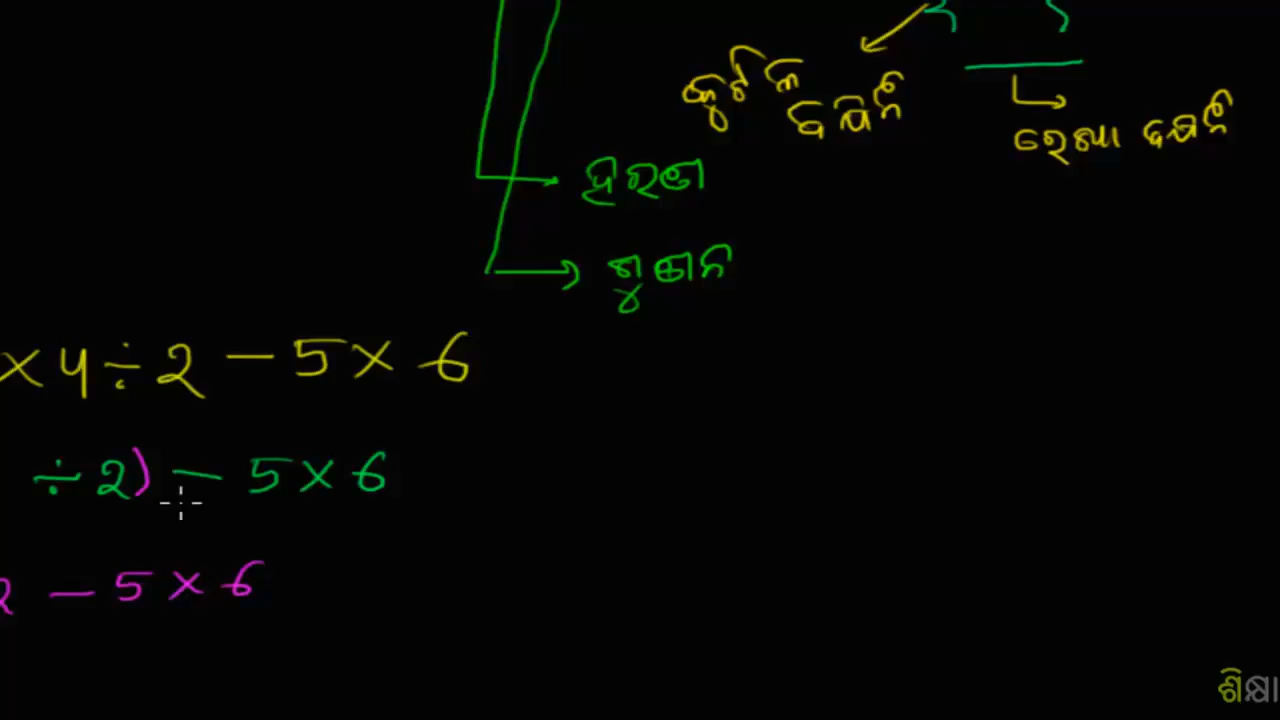 କୁଟିଳ
ବନ୍ଧନି
ରେଖା ବନ୍ଧନି
ହରଣ
ଗୁଣନ
× 4 ÷ 2 − 5 × 6
÷ 2) − 5 × 6
2 − 5 × 6
ଶିକ୍ଷା